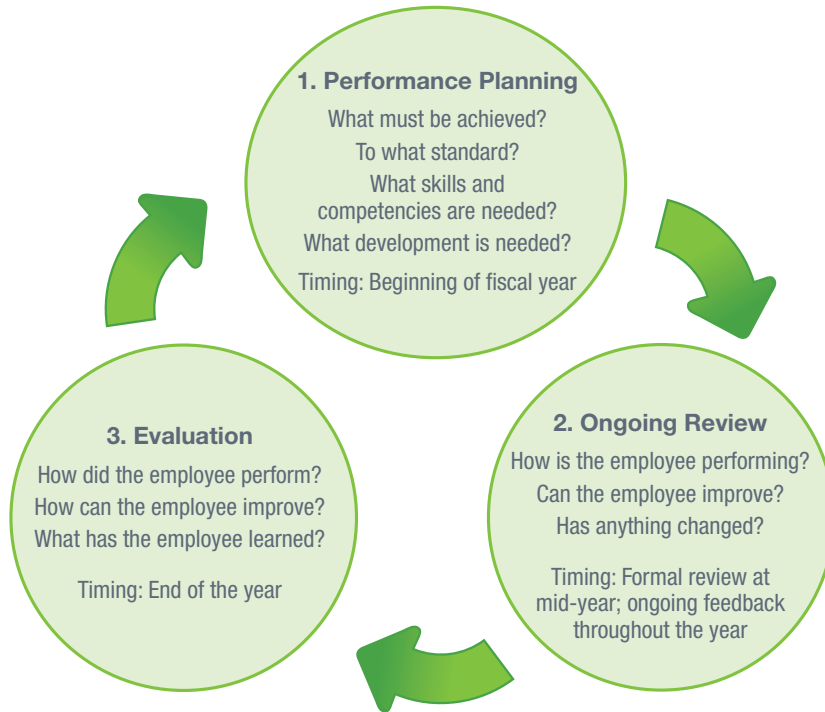 1. Performance Planning
What must be achieved?
To what standard?
What skills and
competencies are needed?
What development is needed?
Timing: Beginning of fiscal year
2. Ongoing Review
How is the employee performing?
Can the employee improve?
Has anything changed?
Timing: Formal review at
mid-year; ongoing feedback
throughout the year
3. Evaluation
How did the employee perform?
How can the employee improve?
What has the employee learned?
Timing: End of the year